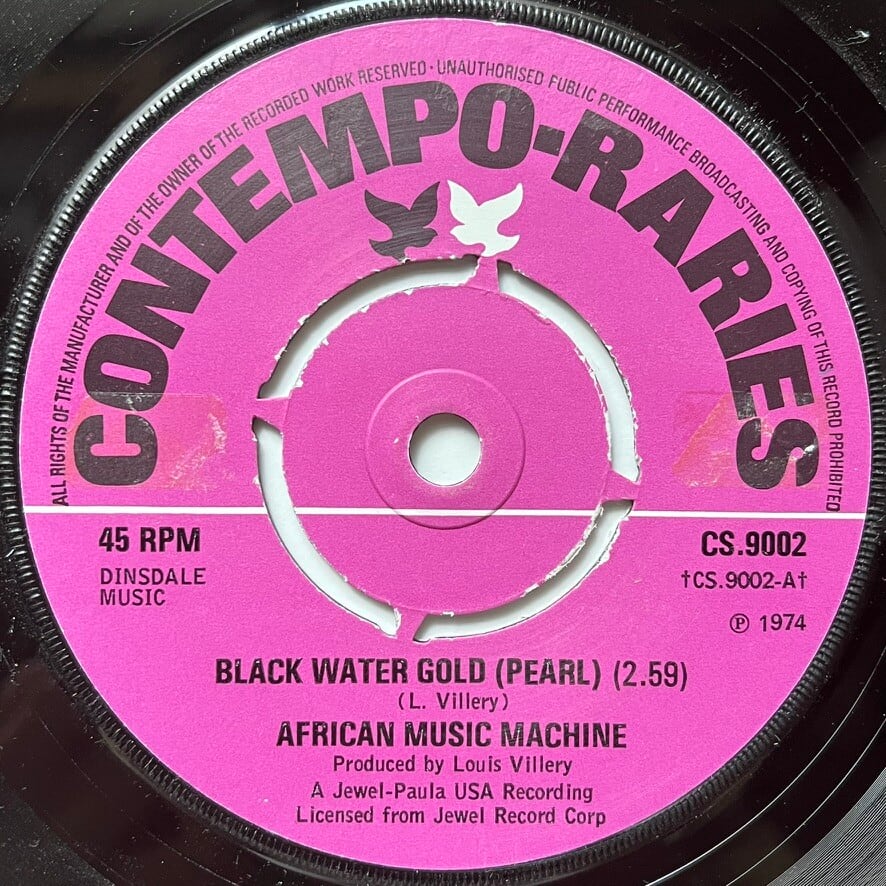 ALL RIGHTS OF THE MANUFACTURER AND OF THE OWNER OF THE RECORDED WORK RESERVED · UNAUTHORISED PUBLIC PERFORMANCE BROADCASTING AND COPYING OF THIS RECORD PROHIBITED
CONTEMPO-RARIES
45 RPM
DINSDALE
MUSIC
CS.9002
†CS.9002-A†
Ⓟ 1974
BLACK WATER GOLD (PEARL) (2.59)
(L. Villery)
AFRICAN MUSIC MACHINE
Produced by Louis Villery
A Jewel-Paula USA Recording
Licensed from Jewel Record Corp